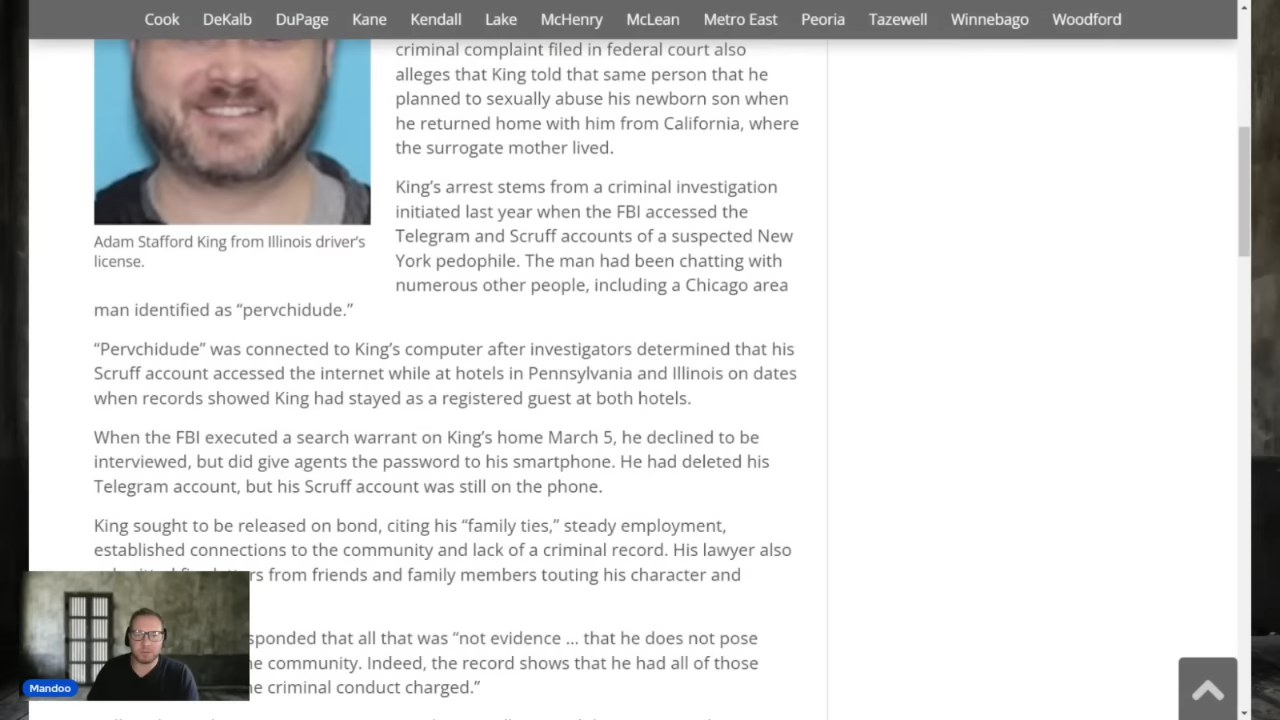 Cook DeKalb DuPage Kane Kendall Lake McHenry McLean Metro East Peoria Tazewell Winnebago Woodford
criminal complaint filed in federal court also
alleges that King told that same person that he
planned to sexually abuse his newborn son when
he returned home with him from California, where
the surrogate mother lived.
King’s arrest stems from a criminal investigation
initiated last year when the FBI accessed the
Telegram and Scruff accounts of a suspected New
York pedophile. The man had been chatting with
numerous other people, including a Chicago area
Adam Stafford King from Illinois driver’s
license.
man identified as “pervchidude.”
“Pervchidude” was connected to King’s computer after investigators determined that his
Scruff account accessed the internet while at hotels in Pennsylvania and Illinois on dates
when records showed King had stayed as a registered guest at both hotels.
When the FBI executed a search warrant on King’s home March 5, he declined to be
interviewed, but did give agents the password to his smartphone. He had deleted his
Telegram account, but his Scruff account was still on the phone.
King sought to be released on bond, citing his “family ties,” steady employment,
established connections to the community and lack of a criminal record. His lawyer also
from friends and family members touting his character and
that all that was “not evidence … that he does not pose
community. Indeed, the record shows that he had all of those
criminal conduct charged.”
Mandoo